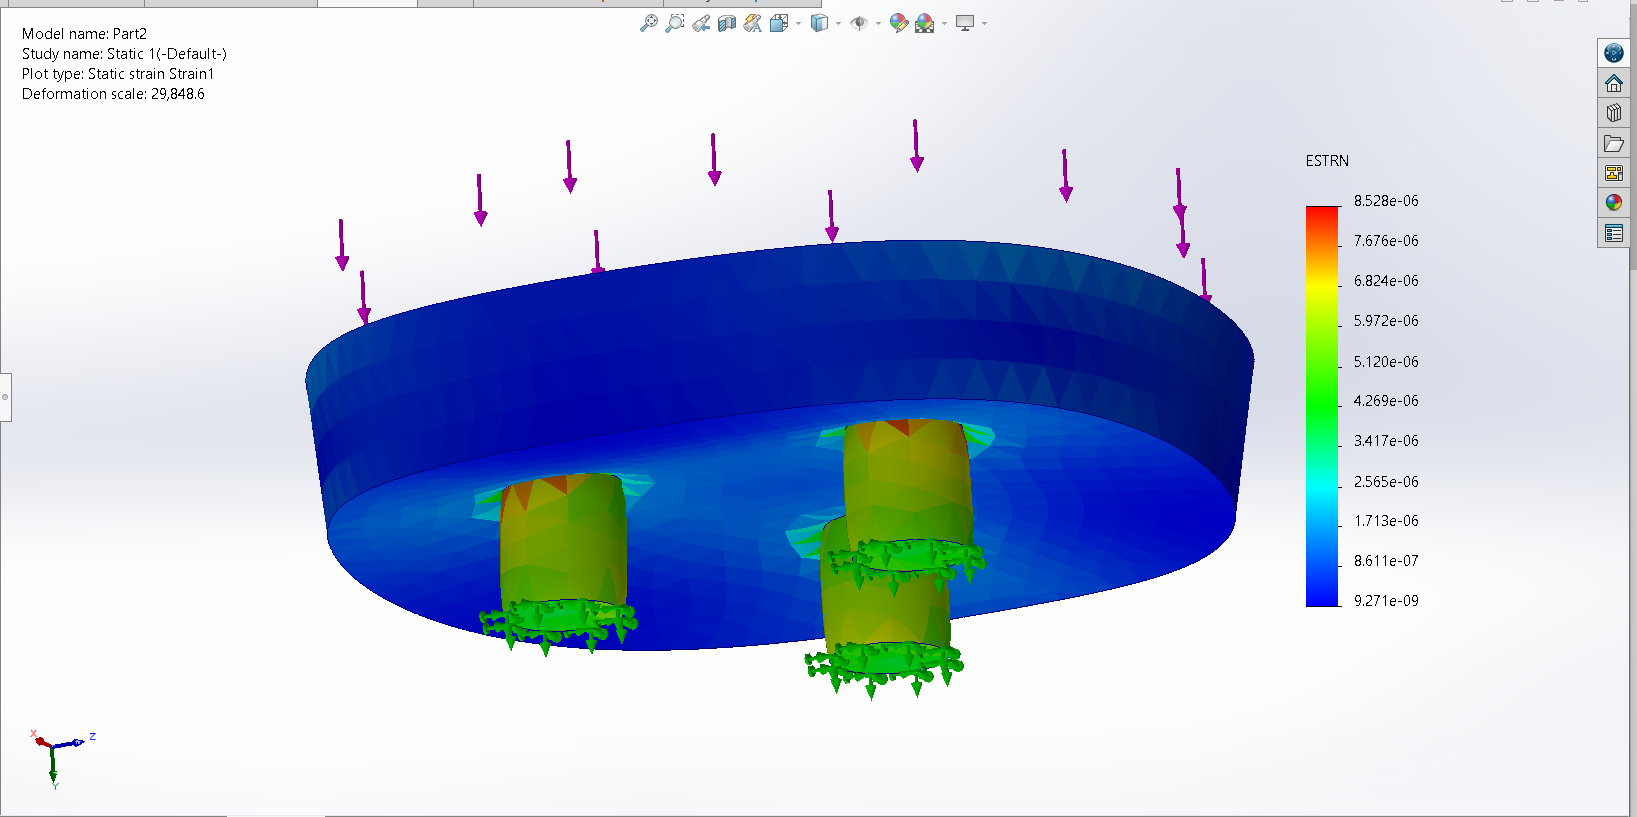 Model name: Part2
Study name: Static 1(-Default-)
Plot type: Static strain Strain1
Deformation scale: 29,848.6
ESTRN
8.528e-06
7.676e-06
6.824e-06
5.972e-06
5.120e-06
4.269e-06
3.417e-06
2.565e-06
1.713e-06
8.611e-07
9.271e-09
X
Z
Y